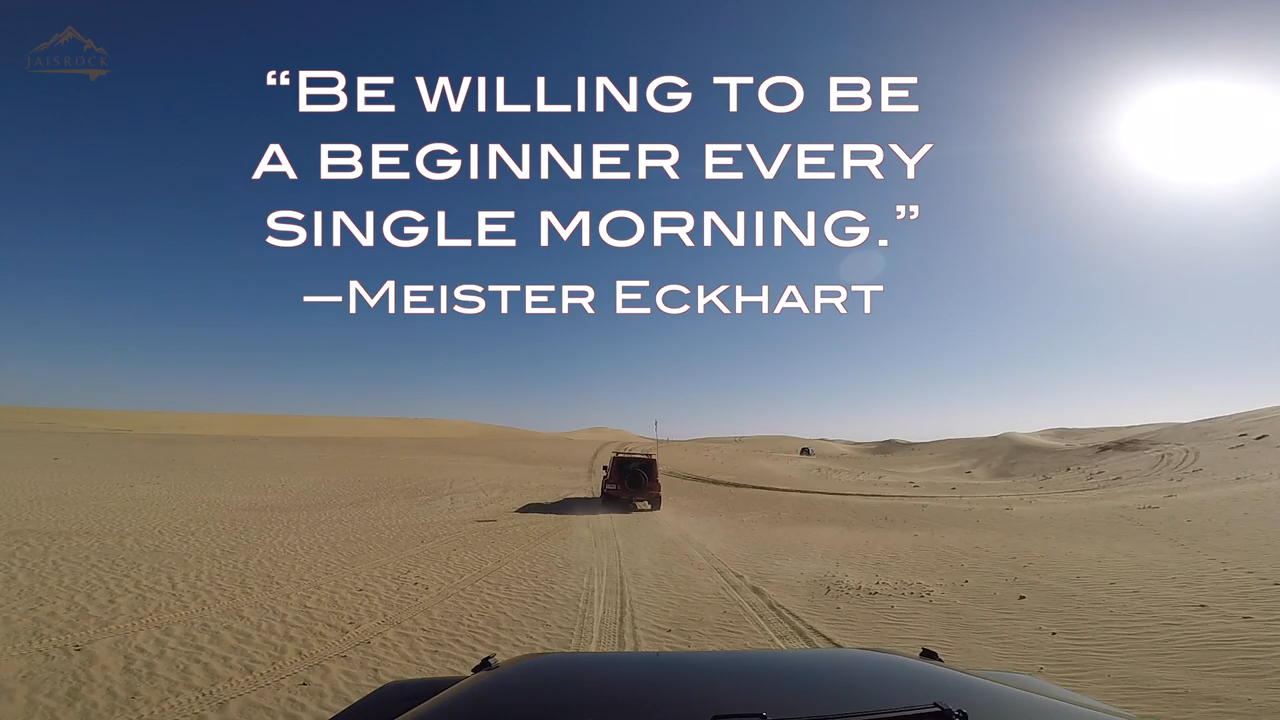 JAISROCK
“BE WILLING TO BE
A BEGINNER EVERY
SINGLE MORNING.”
–MEISTER ECKHART